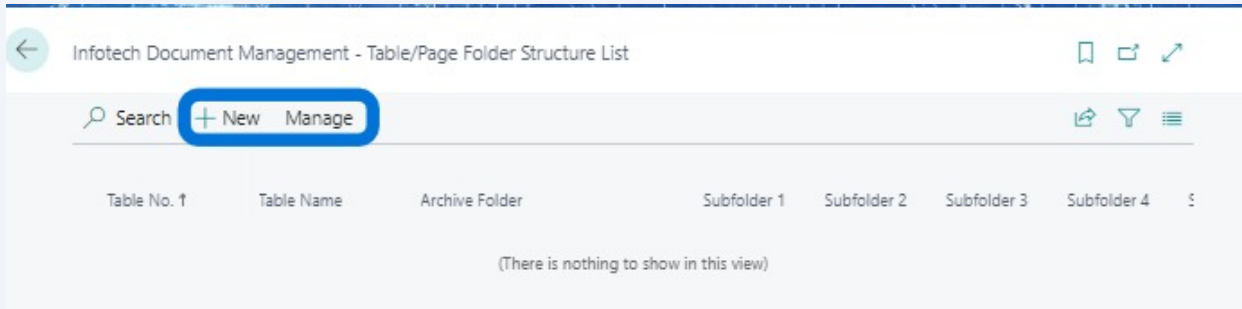 Infotech Document Management - Table/Page Folder Structure List
Search + New Manage
Table No. ↑ Table Name Archive Folder Subfolder 1 Subfolder 2 Subfolder 3 Subfolder 4
(There is nothing to show in this view)